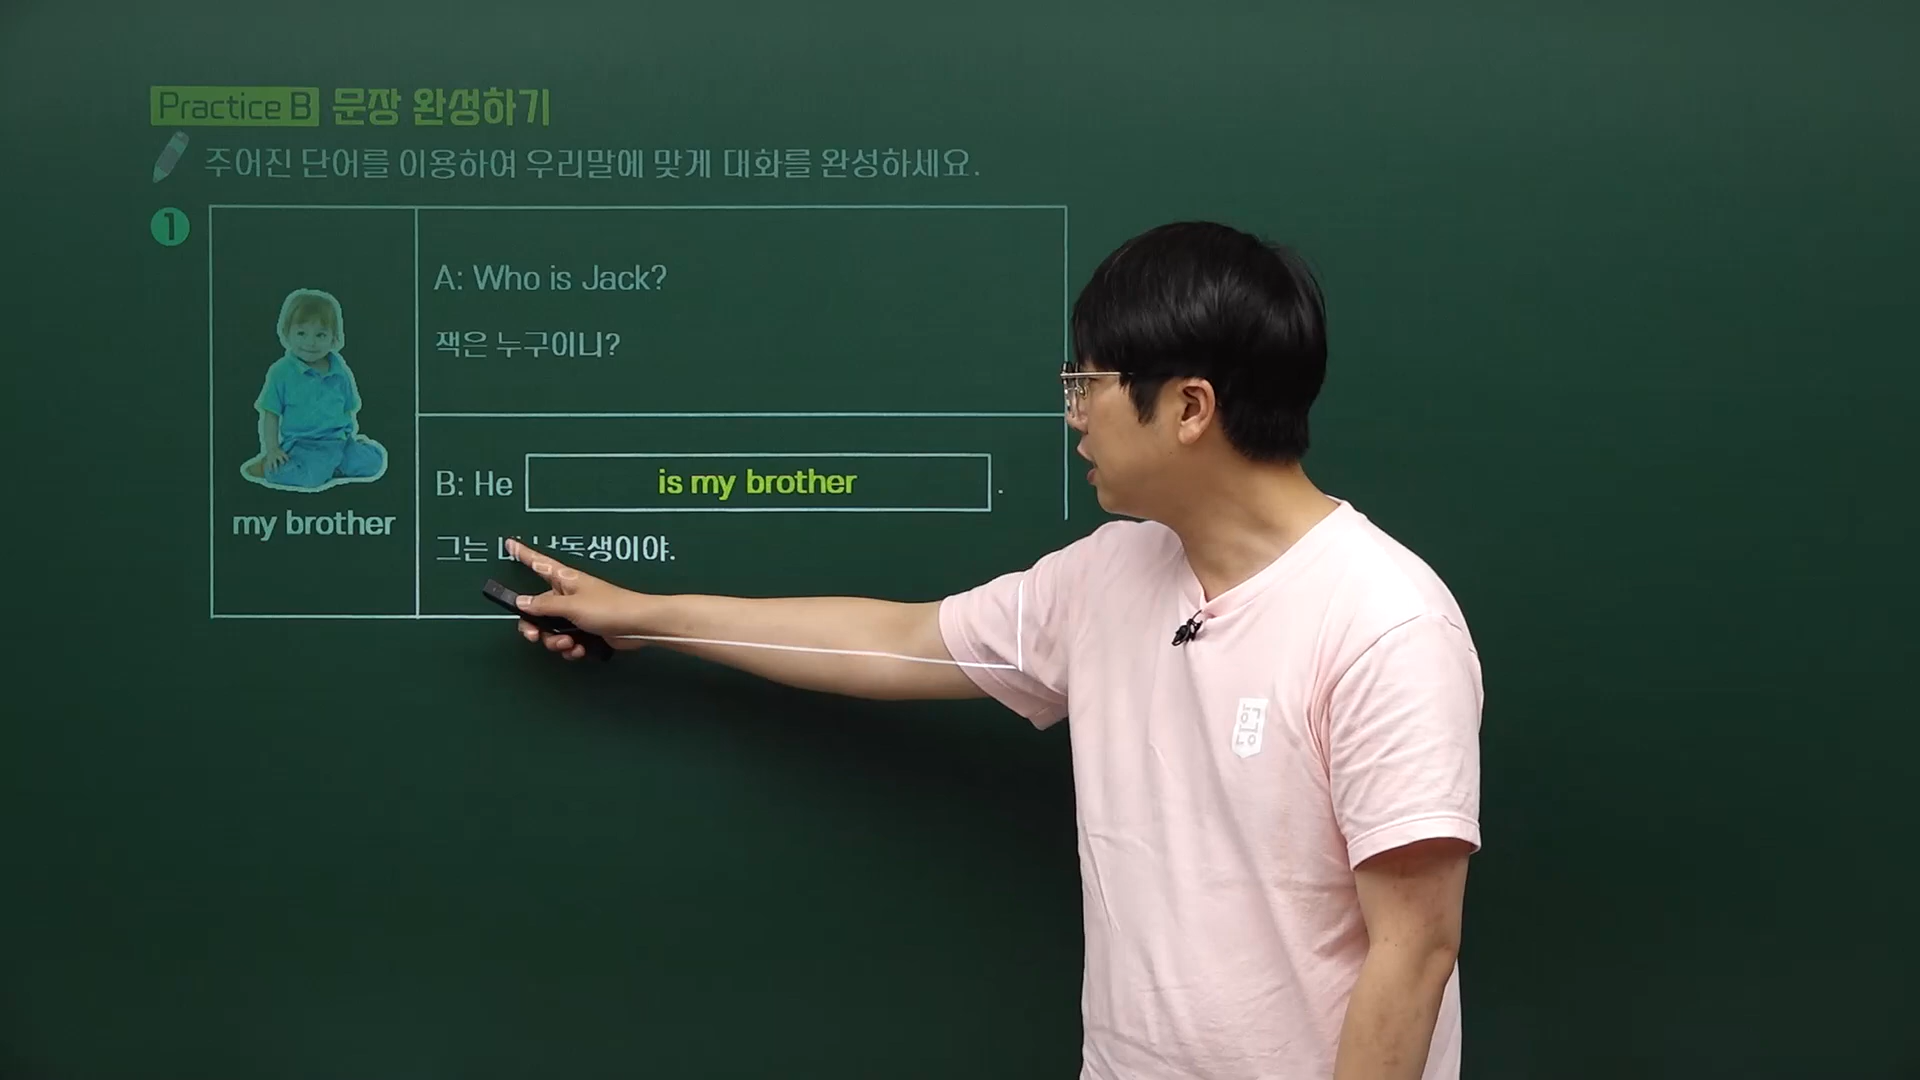 Practice B 문장 완성하기
주어진 단어를 이용하여 우리말에 맞게 대화를 완성하세요.
1
A: Who is Jack?
잭은 누구이니?
B: He is my brother .
my brother
그는 내 남동생이야.